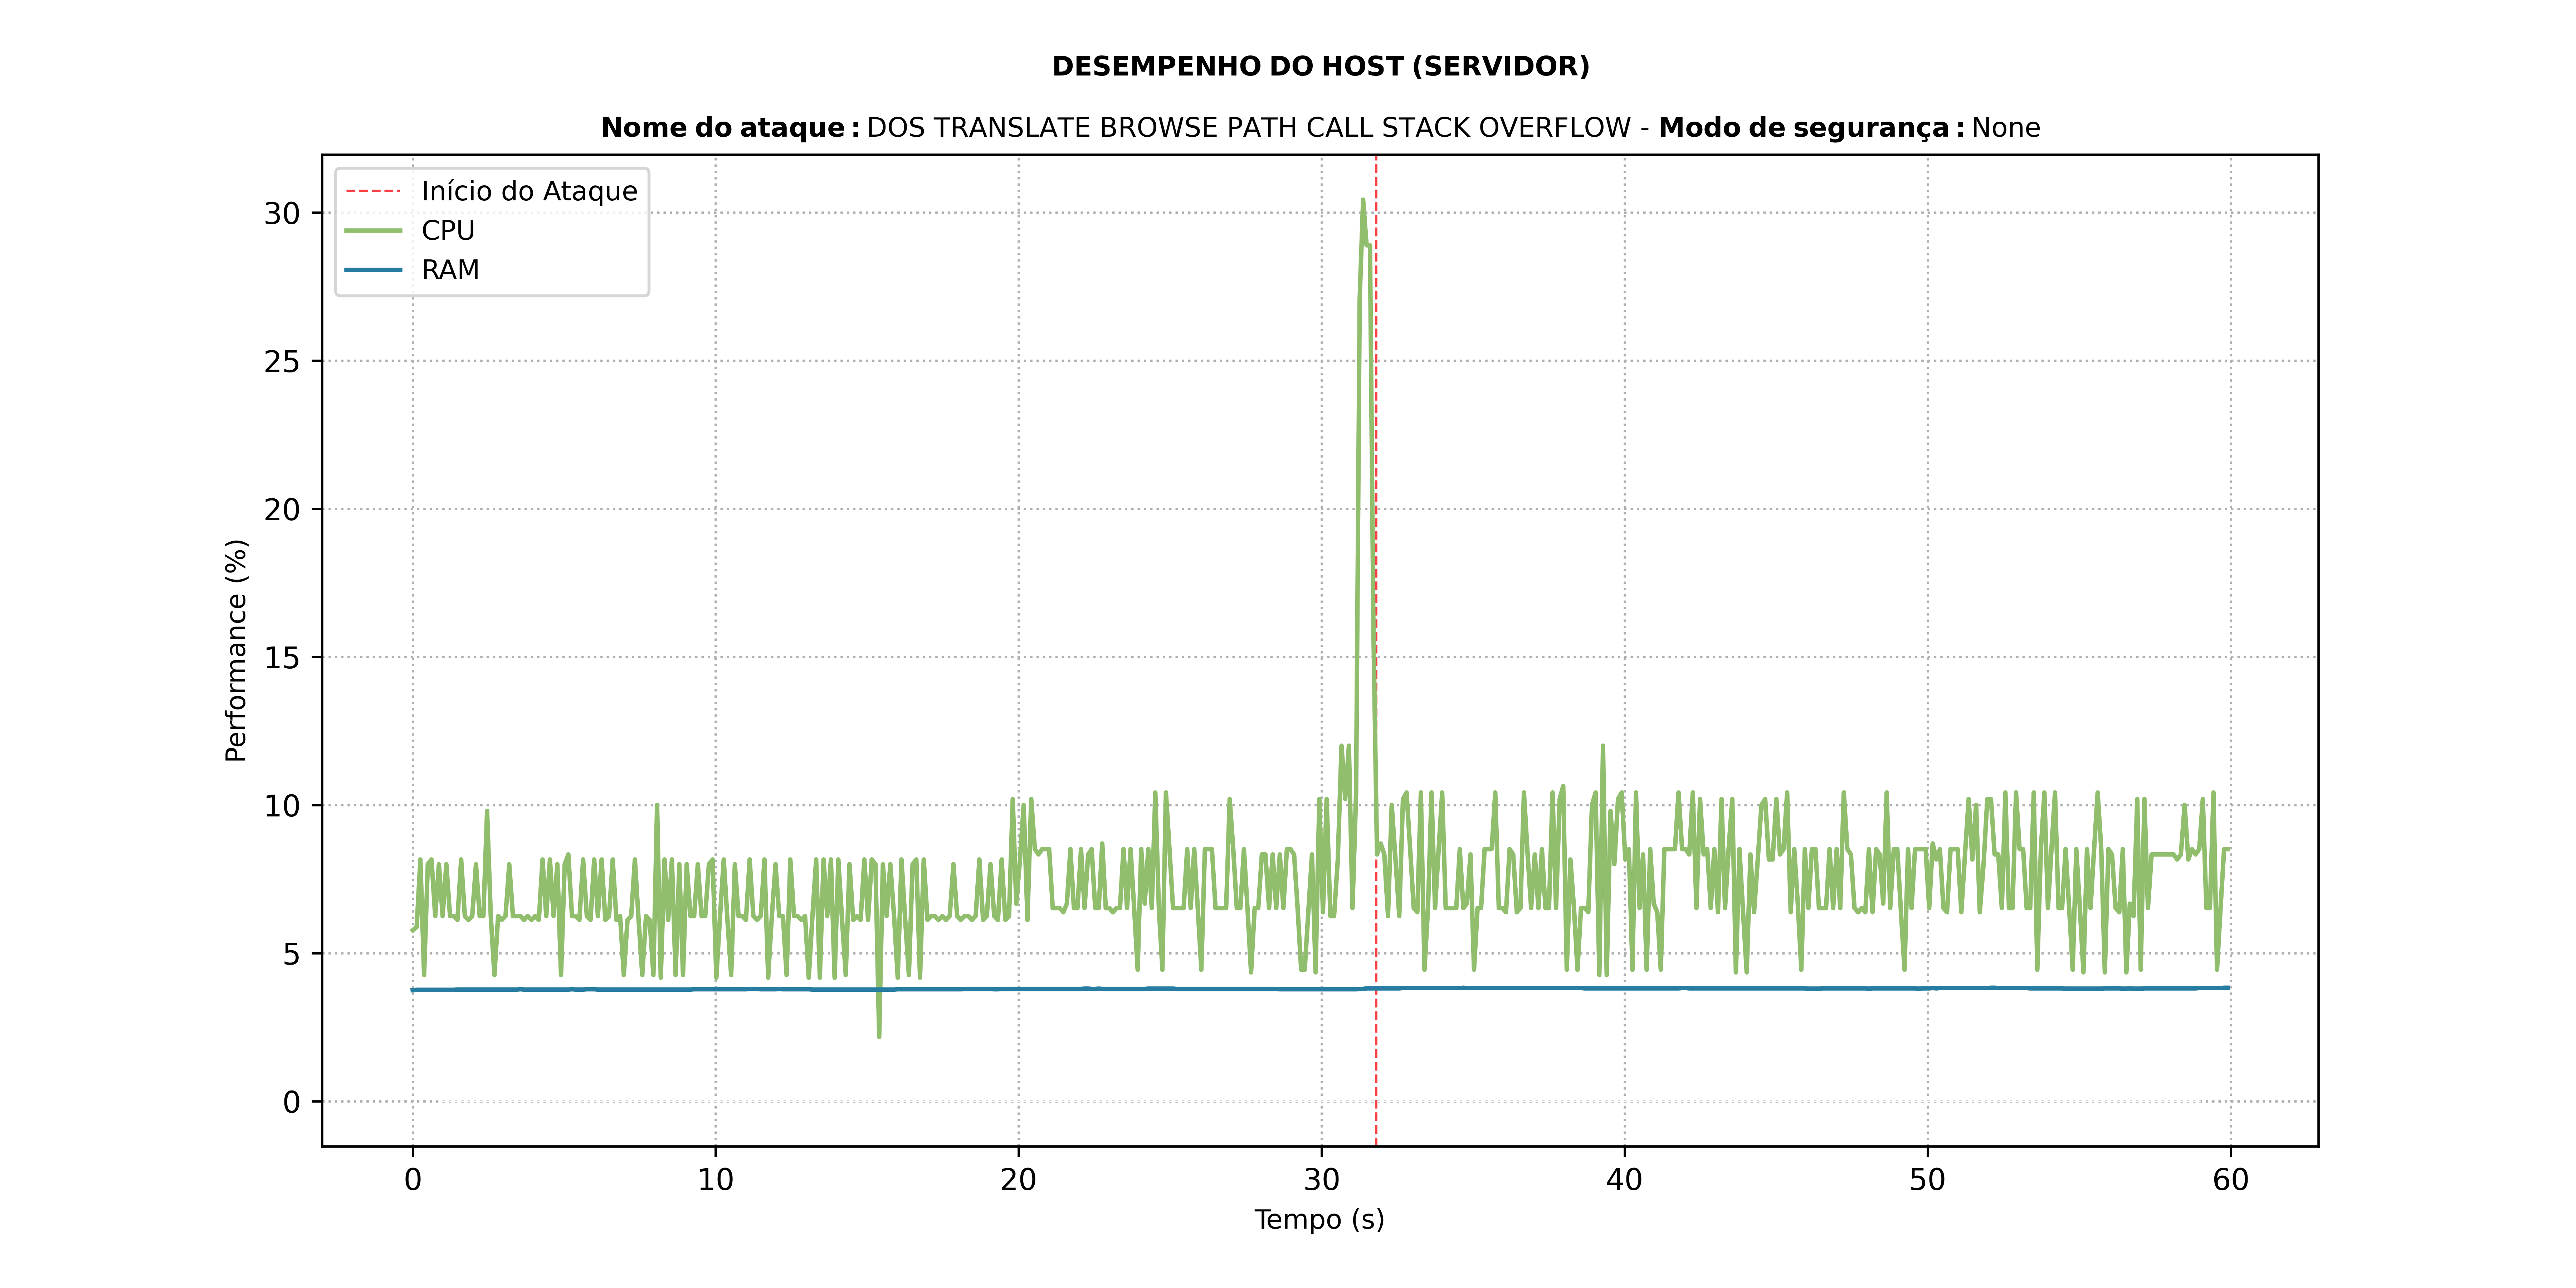 DESEMPENHO DO HOST (SERVIDOR)
Nome do ataque : DOS TRANSLATE BROWSE PATH CALL STACK OVERFLOW - Modo de segurança : None
Início do Ataque
CPU
RAM
30
25
20
15
10
5
0
Performance (%)
0 10 20 30 40 50 60
Tempo (s)